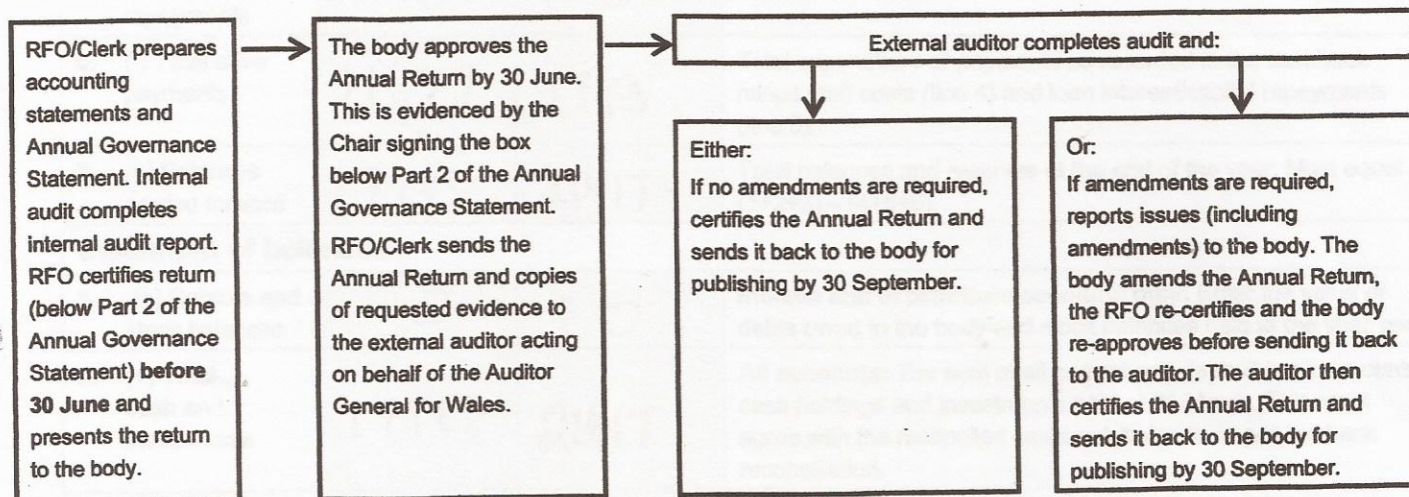 RFO/Clerk prepares
accounting
statements and
Annual Governance
Statement. Internal
audit completes
internal audit report.
RFO certifies return
(below Part 2 of the
Annual Governance
Statement) before
30 June and
presents the return
to the body.
The body approves the
Annual Return by 30 June.
This is evidenced by the
Chair signing the box
below Part 2 of the Annual
Governance Statement.
RFO/Clerk sends the
Annual Return and copies
of requested evidence to
the external auditor acting
on behalf of the Auditor
General for Wales.
External auditor completes audit and:
Either:
If no amendments are required,
certifies the Annual Return and
sends it back to the body for
publishing by 30 September.
Or:
If amendments are required,
reports issues (including
amendments) to the body. The
body amends the Annual Return,
the RFO re-certifies and the body
re-approves before sending it back
to the auditor. The auditor then
certifies the Annual Return and
sends it back to the body for
publishing by 30 September.